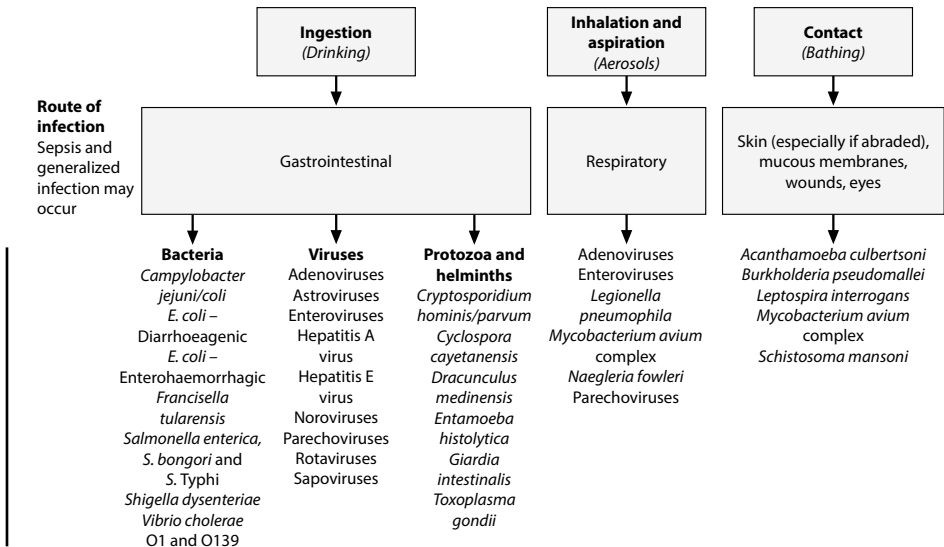 Ingestion
(Drinking)
Inhalation and
aspiration
(Aerosols)
Contact
(Bathing)
Route of
infection
Sepsis and
generalized
infection may
occur
Gastrointestinal
Respiratory
Skin (especially if abraded),
mucous membranes,
wounds, eyes
Bacteria
Campylobacter
jejuni/coli
E. coli –
Diarrhoeagenic
E. coli –
Enterohaemorrhagic
Francisella
tularensis
Salmonella enterica,
S. bongori and
S. Typhi
Shigella dysenteriae
Vibrio cholerae
O1 and O139
Viruses
Adenoviruses
Astroviruses
Enteroviruses
Hepatitis A
virus
Hepatitis E
virus
Noroviruses
Parechoviruses
Rotaviruses
Sapoviruses
Protozoa and
helminths
Cryptosporidium
hominis/parvum
Cyclospora
cayetanensis
Dracunculus
medinensis
Entamoeba
histolytica
Giardia
intestinalis
Toxoplasma
gondii
Adenoviruses
Enteroviruses
Legionella
pneumophila
Mycobacterium avium
complex
Naegleria fowleri
Parechoviruses
Acanthamoeba culbertsoni
Burkholderia pseudomallei
Leptospira interrogans
Mycobacterium avium
complex
Schistosoma mansoni